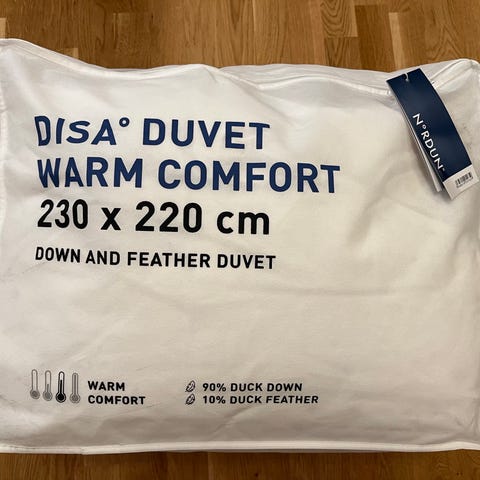 DISA° DUVET
WARM COMFORT
230 x 220 cm
DOWN AND FEATHER DUVET
N°RDUN™
WARM
COMFORT
90% DUCK DOWN
10% DUCK FEATHER